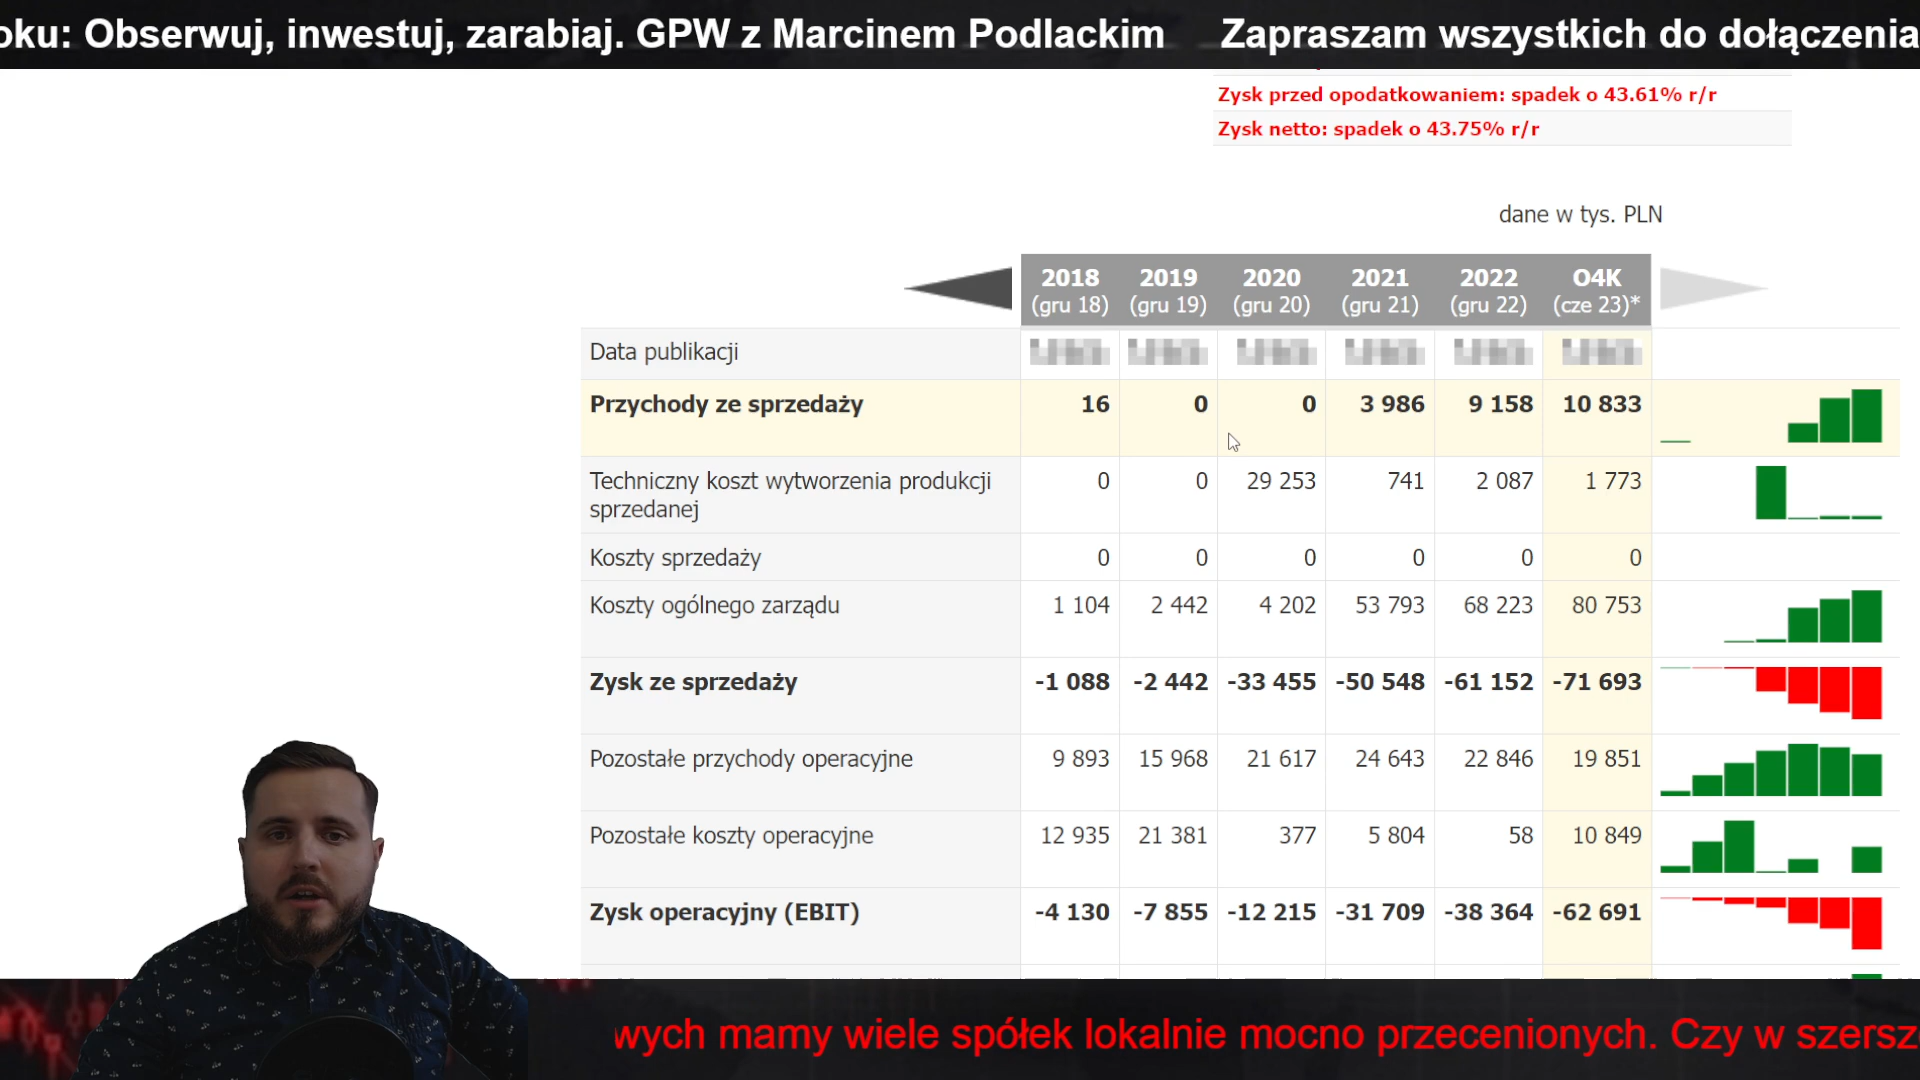 oku: Obserwuj, inwestuj, zarabiaj. GPW z Marcinem Podlackim Zapraszam wszystkich do dołączenia
Zysk przed opodatkowaniem: spadek o 43.61% r/r
Zysk netto: spadek o 43.75% r/r
dane w tys. PLN
2018 2019 2020 2021 2022 O4K
(gru 18) (gru 19) (gru 20) (gru 21) (gru 22) (cze 23)*
Data publikacji
Przychody ze sprzedaży 16 0 0 3 986 9 158 10 833
Techniczny koszt wytworzenia produkcji 0 0 29 253 741 2 087 1 773
sprzedanej
Koszty sprzedaży 0 0 0 0 0 0
Koszty ogólnego zarządu 1 104 2 442 4 202 53 793 68 223 80 753
Zysk ze sprzedaży -1 088 -2 442 -33 455 -50 548 -61 152 -71 693
Pozostałe przychody operacyjne 9 893 15 968 21 617 24 643 22 846 19 851
Pozostałe koszty operacyjne 12 935 21 381 377 5 804 58 10 849
Zysk operacyjny (EBIT) -4 130 -7 855 -12 215 -31 709 -38 364 -62 691
wych mamy wiele spółek lokalnie mocno przecenionych. Czy w szersz